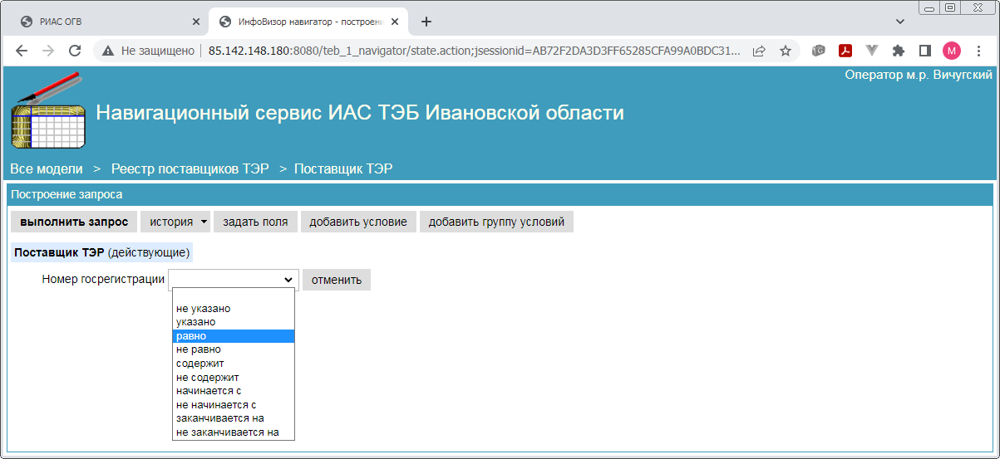 РИАС ОГВ
ИнфоВизор навигатор - построени
Не защищено | 85.142.148.180:8080/teb_1_navigator/state.action;jsessionid=AB72F2DA3D3FF65285CFA99A0BDC31...
M
Оператор м.р. Вичугский
Навигационный сервис ИАС ТЭБ Ивановской области
Все модели > Реестр поставщиков ТЭР > Поставщик ТЭР
Построение запроса
выполнить запрос история задать поля добавить условие добавить группу условий
Поставщик ТЭР (действующие)
Номер госрегистрации отменить
не указано
указано
равно
не равно
содержит
не содержит
начинается с
не начинается с
заканчивается на
не заканчивается на